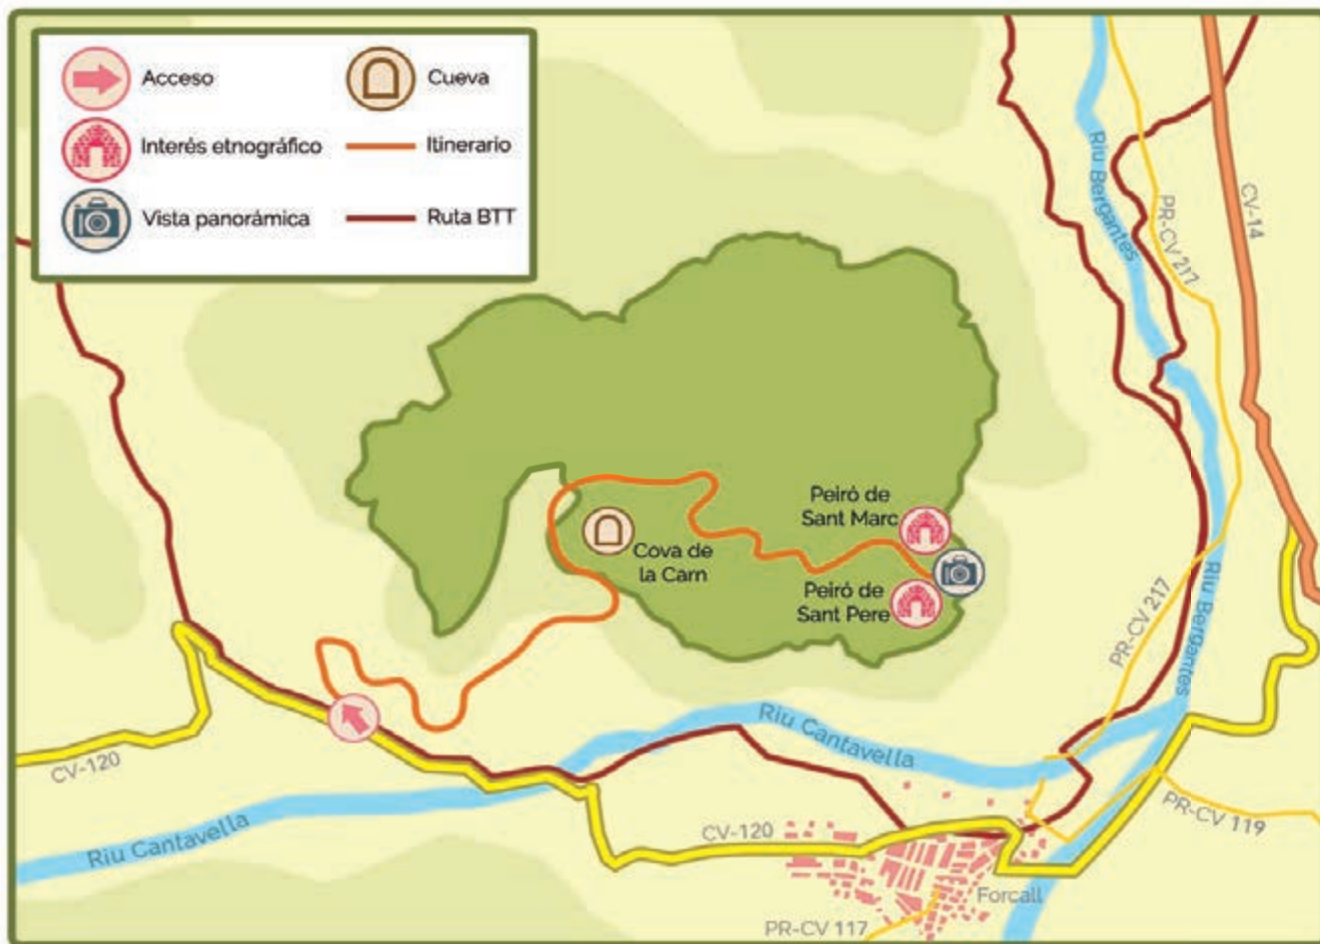 Acceso
Cueva
Interés etnográfico
Itinerario
Vista panorámica
Ruta BTT
Riu Bergantes
PR-CV 217
CV-14
Peiró de
Sant Marc
Cova de
la Carn
Peiró de
Sant Pere
PR-CV 217
Riu Bergantes
Riu Cantavella
CV-120
Riu Cantavella
CV-120
PR-CV 119
Forcall
PR-CV 117